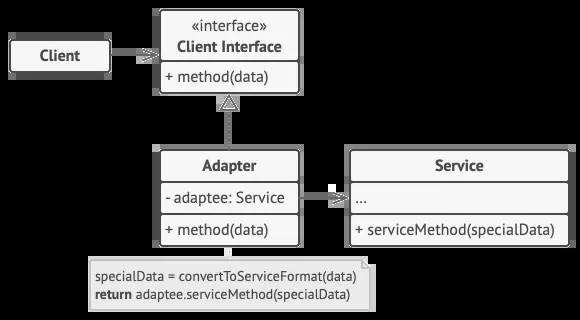 «interface»
Client Interface
Client
+ method(data)
Adapter
Service
- adaptee: Service
...
+ method(data)
+ serviceMethod(specialData)
specialData = convertToServiceFormat(data)
return adaptee.serviceMethod(specialData)